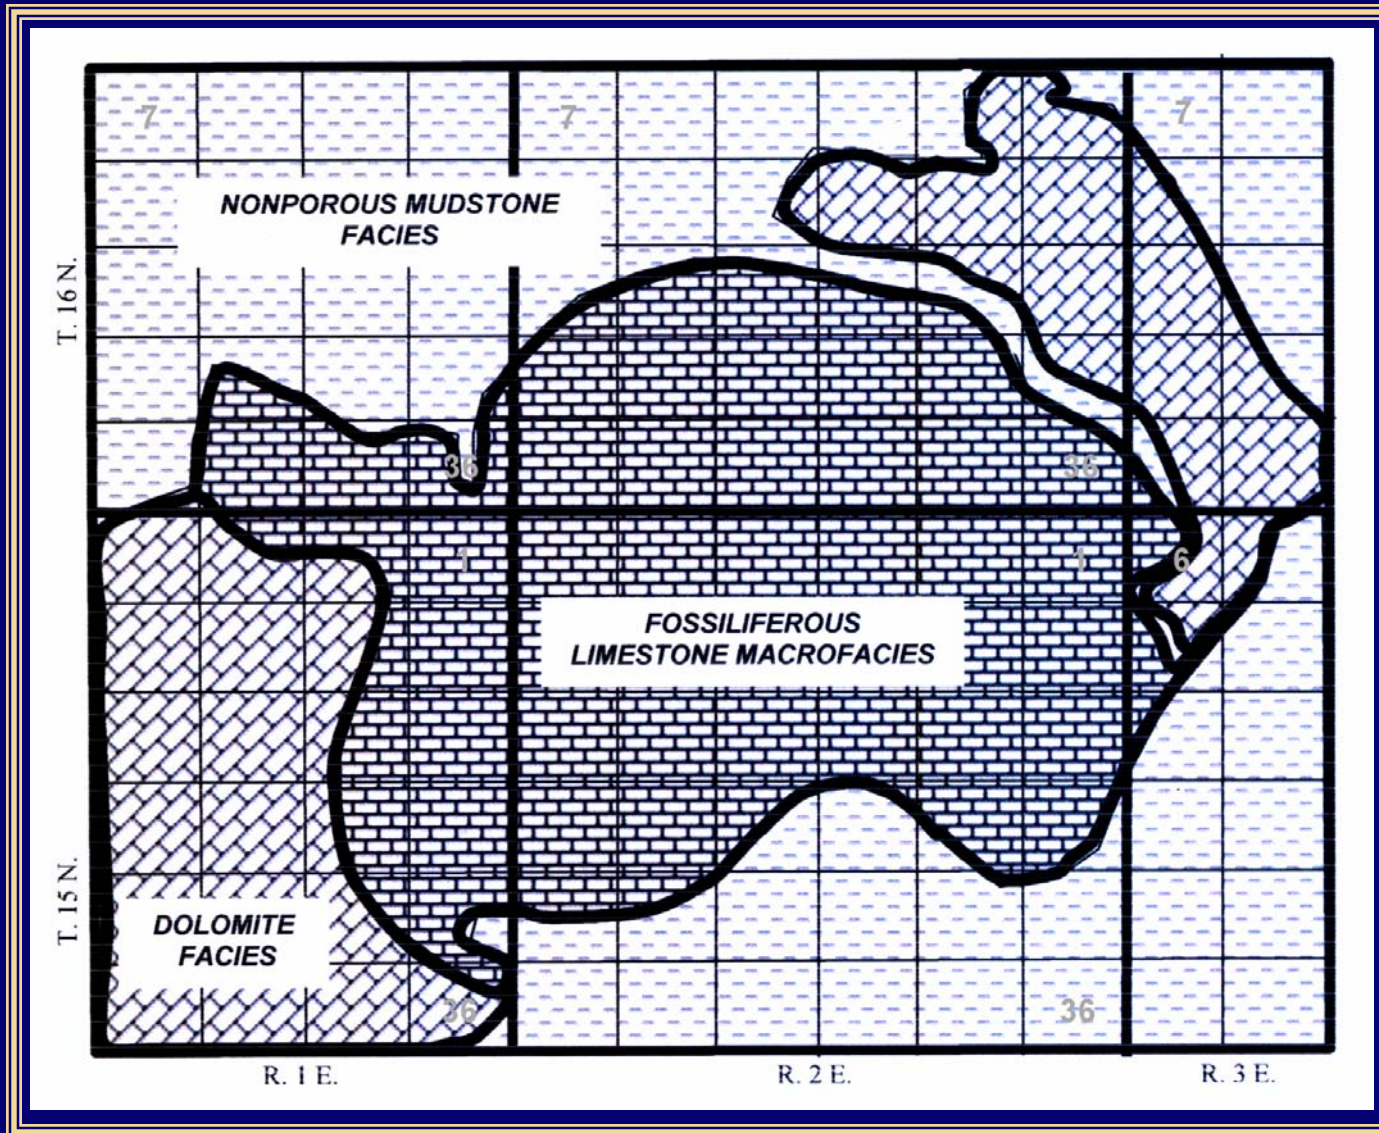 7
7
7
NONPOROUS MUDSTONE
FACIES
T. 16 N.
36
36
1
1
6
FOSSILIFEROUS
LIMESTONE MACROFACIES
T. 15 N.
DOLOMITE
FACIES
36
36
R. 1 E.
R. 2 E.
R. 3 E.